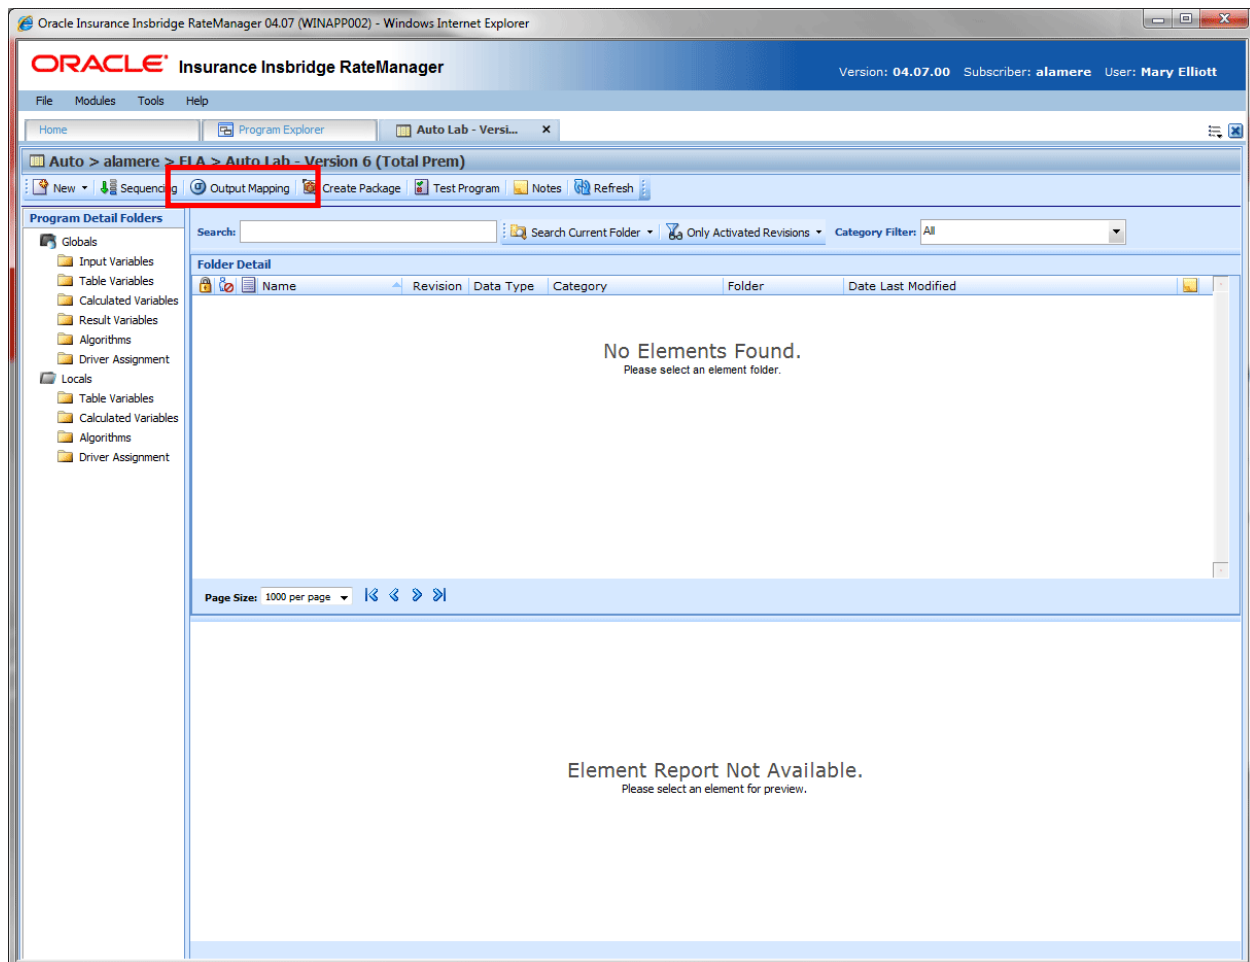 Oracle Insurance Insbridge RateManager 04.07 (WINAPP002) - Windows Internet Explorer
ORACLE Insurance Insbridge RateManager
Version: 04.07.00 Subscriber: alamere User: Mary Elliott
File Modules Tools Help
Home Program Explorer Auto Lab - Versi... X
Auto > alamere > FLA > Auto Lab - Version 6 (Total Prem)
New Sequencing Output Mapping Create Package Test Program Notes Refresh
Program Detail Folders
Globals
Input Variables
Table Variables
Calculated Variables
Result Variables
Algorithms
Driver Assignment
Locals
Table Variables
Calculated Variables
Algorithms
Driver Assignment
Search: Search Current Folder Only Activated Revisions Category Filter: All
Folder Detail
Name Revision Data Type Category Folder Date Last Modified
No Elements Found.
Please select an element folder.
Page Size: 1000 per page
Element Report Not Available.
Please select an element for preview.